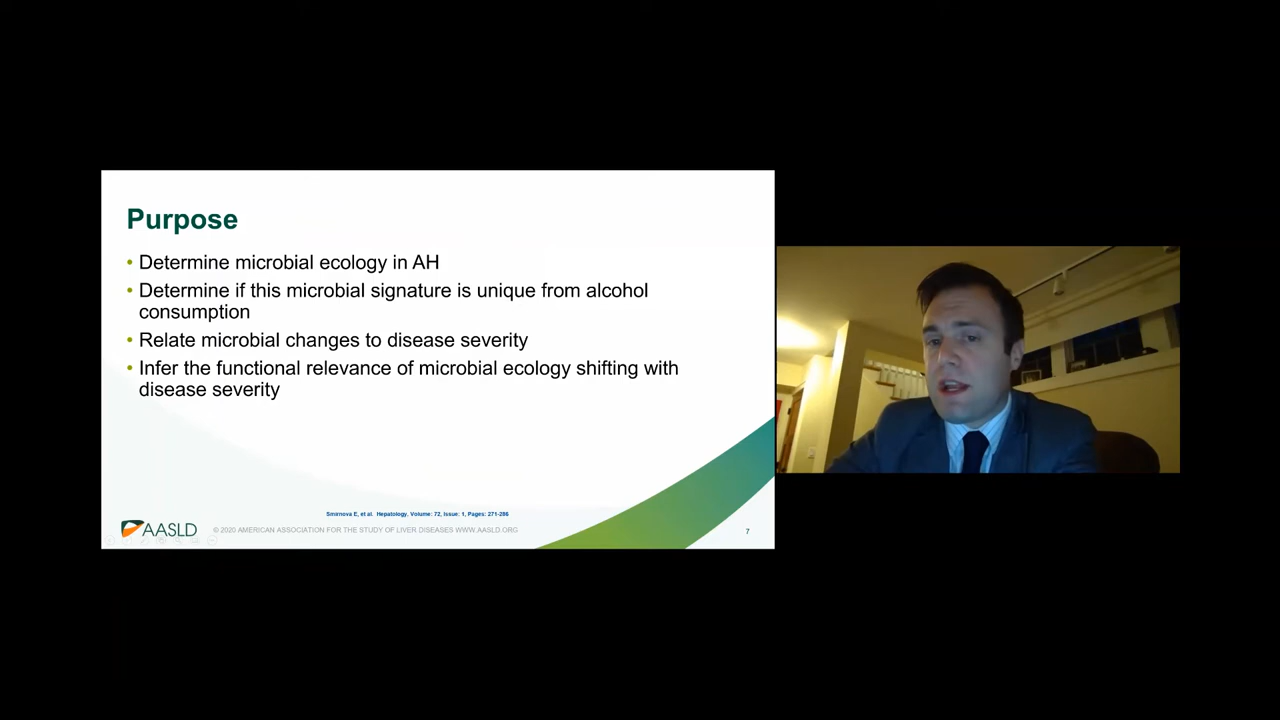 Purpose
• Determine microbial ecology in AH
• Determine if this microbial signature is unique from alcohol
consumption
• Relate microbial changes to disease severity
• Infer the functional relevance of microbial ecology shifting with
disease severity
Smirnova E, et al. Hepatology, Volume: 72, Issue: 1, Pages: 271-286
AASLD
© 2020 AMERICAN ASSOCIATION FOR THE STUDY OF LIVER DISEASES WWW.AASLD.ORG
7